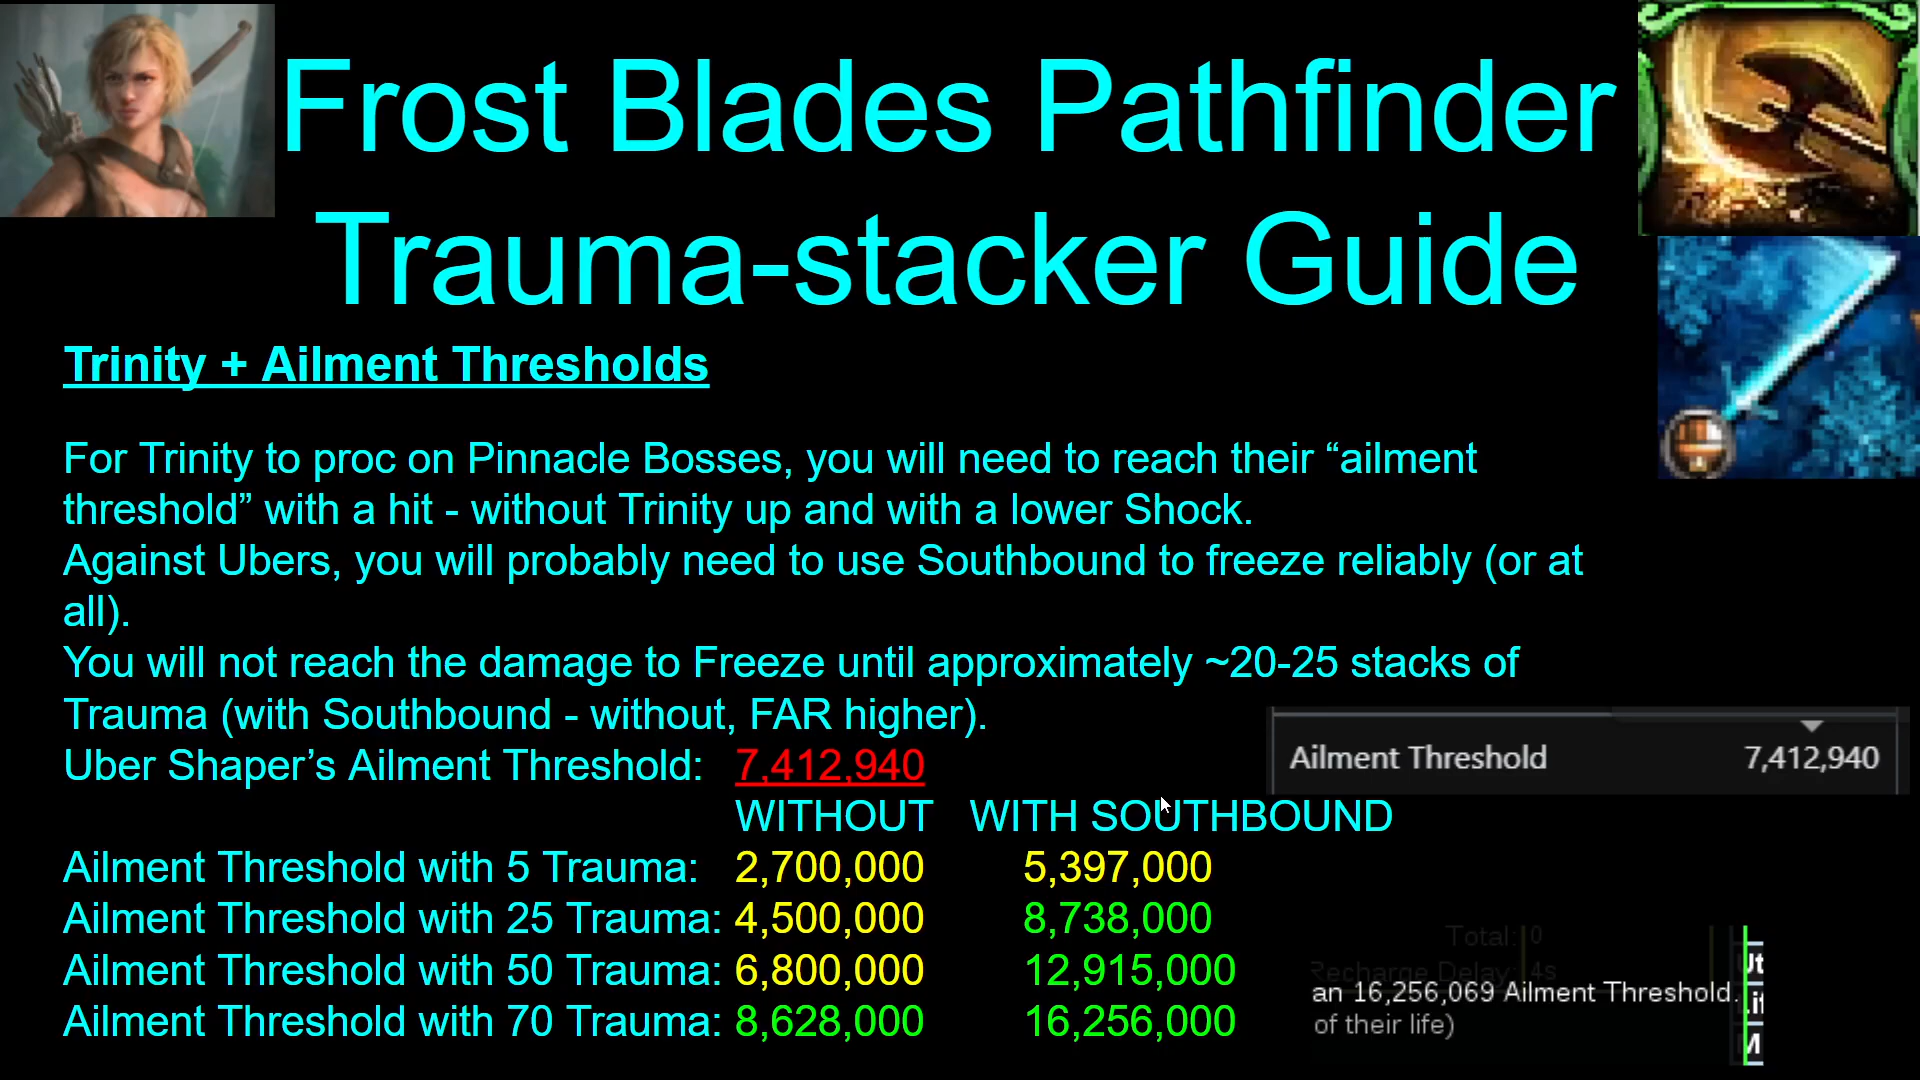 Frost Blades Pathfinder
Trauma-stacker Guide
Trinity + Ailment Thresholds
For Trinity to proc on Pinnacle Bosses, you will need to reach their “ailment
threshold” with a hit - without Trinity up and with a lower Shock.
Against Ubers, you will probably need to use Southbound to freeze reliably (or at
all).
You will not reach the damage to Freeze until approximately ~20-25 stacks of
Trauma (with Southbound - without, FAR higher).
Uber Shaper’s Ailment Threshold: 7,412,940
Ailment Threshold 7,412,940
WITHOUT WITH SOUTHBOUND
Ailment Threshold with 5 Trauma: 2,700,000 5,397,000
Ailment Threshold with 25 Trauma: 4,500,000 8,738,000
Ailment Threshold with 50 Trauma: 6,800,000 12,915,000
Ailment Threshold with 70 Trauma: 8,628,000 16,256,000
Total: 0
Recharge Delay: 4s
an 16,256,069 Ailment Threshold.
of their life)